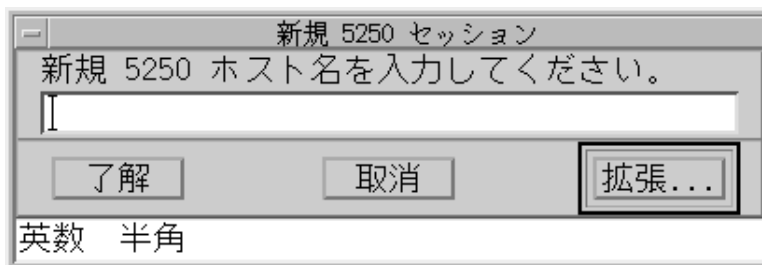 新規 5250 セッション
新規 5250 ホスト名を入力してください。
了解 取消 拡張...
英数 半角